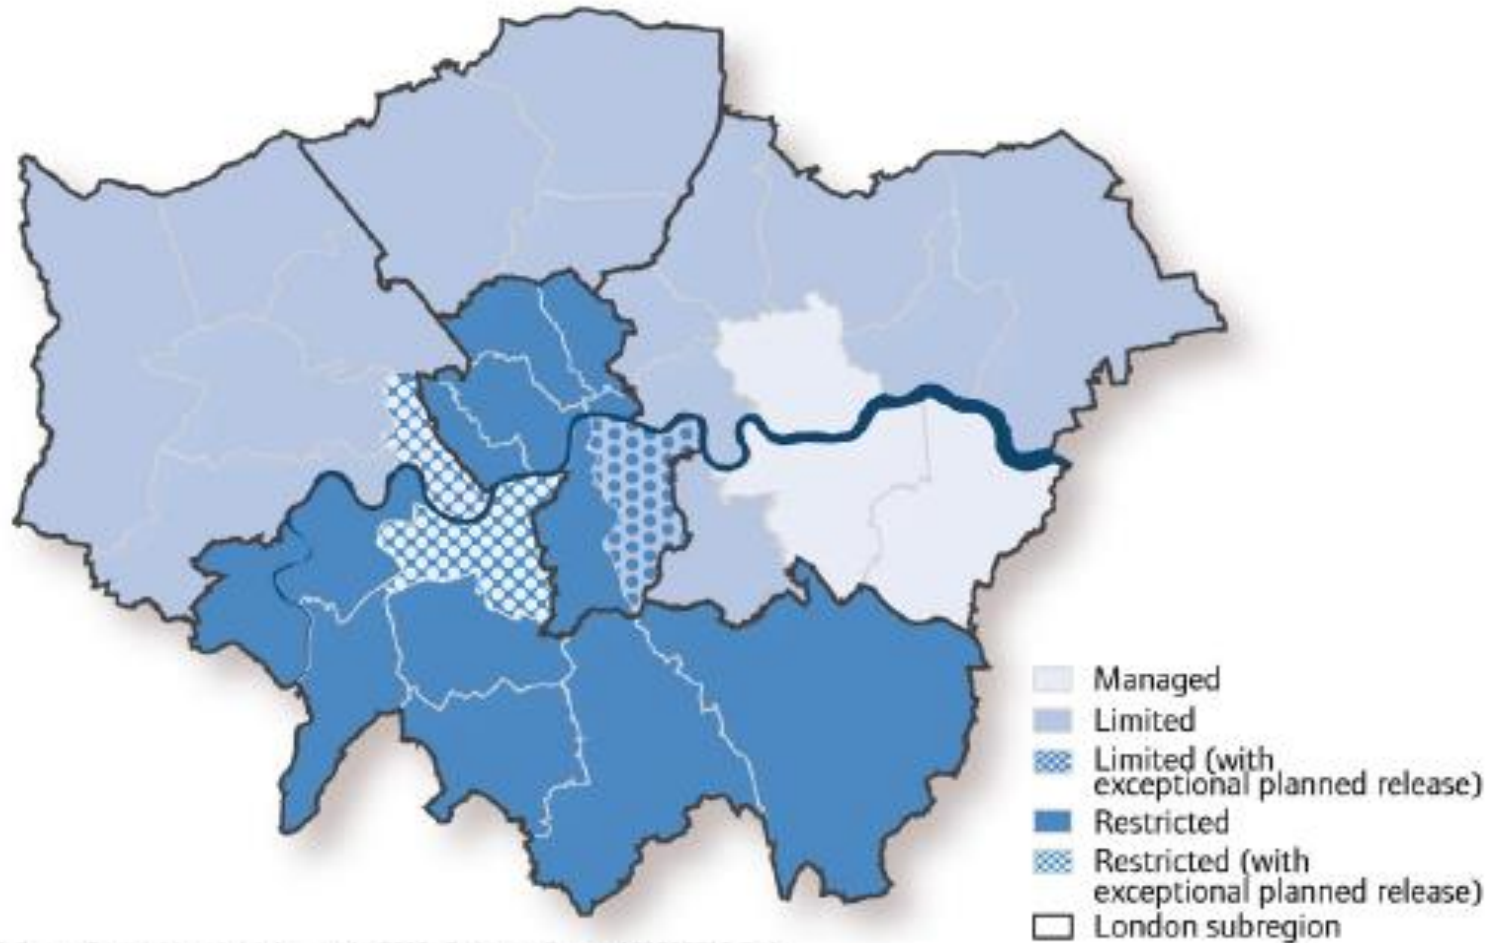 Managed
Limited
Limited (with
exceptional planned release)
Restricted
Restricted (with
exceptional planned release)
London subregion